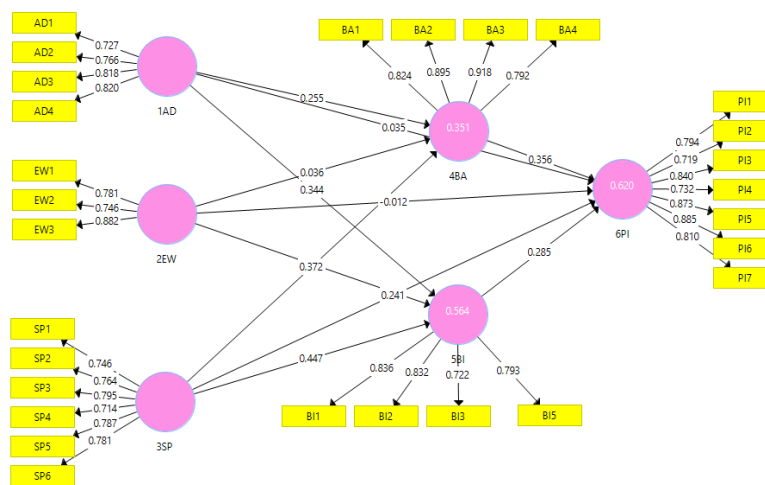 AD1
AD2
AD3
AD4
0.727
0.766
0.818
0.820
1AD
EW1
EW2
EW3
0.781
0.746
0.882
2EW
SP1
SP2
SP3
SP4
SP5
SP6
0.746
0.764
0.795
0.714
0.787
0.781
3SP
BA1
BA2
BA3
BA4
0.824
0.895
0.918
0.792
0.351
4BA
0.255
0.035
0.036
0.344
-0.012
0.372
0.241
0.447
0.356
0.285
0.564
5BI
0.836
0.832
0.722
0.793
BI1
BI2
BI3
BI5
0.620
6PI
0.794
0.719
0.840
0.732
0.873
0.885
0.810
PI1
PI2
PI3
PI4
PI5
PI6
PI7